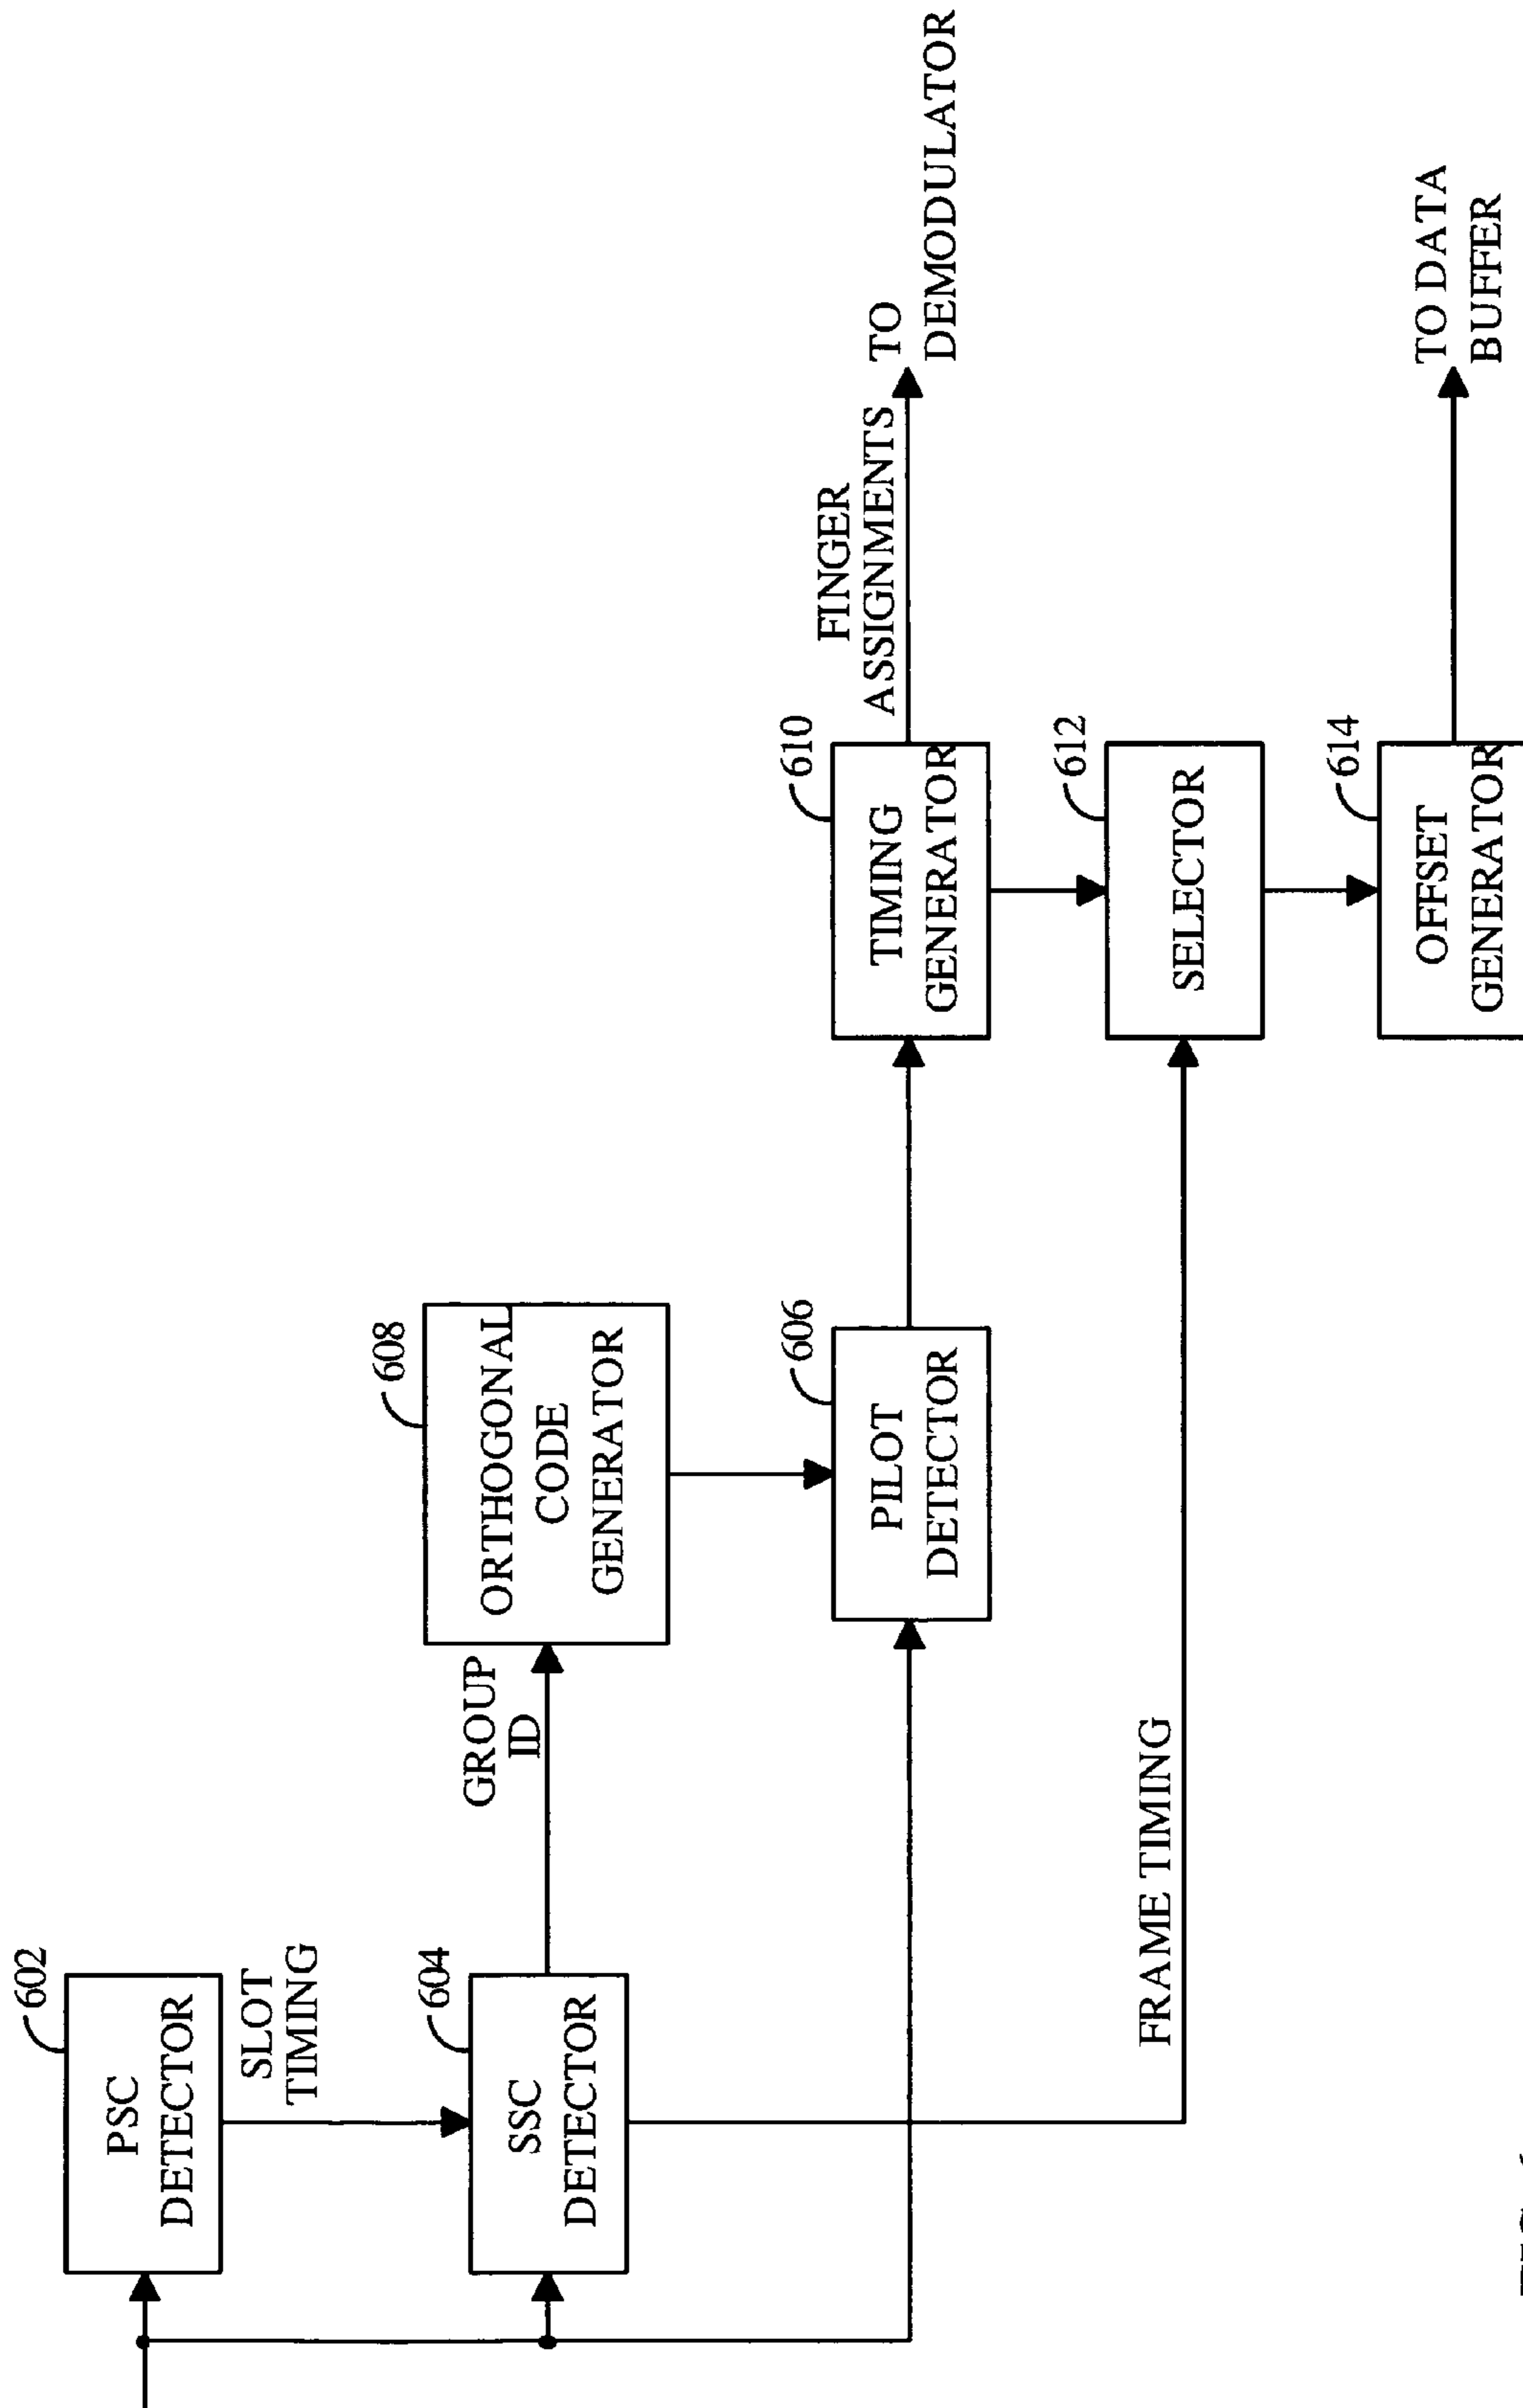 602
PSC
DETECTOR
SLOT
TIMING
604
SSC
DETECTOR
GROUP
ID
608
ORTHOGONAL
CODE
GENERATOR
606
PILOT
DETECTOR
FRAME TIMING
610
TIMING
GENERATOR
FINGER
ASSIGNMENTS
TO
DEMODULATOR
612
SELECTOR
614
OFFSET
GENERATOR
TO DATA
BUFFER